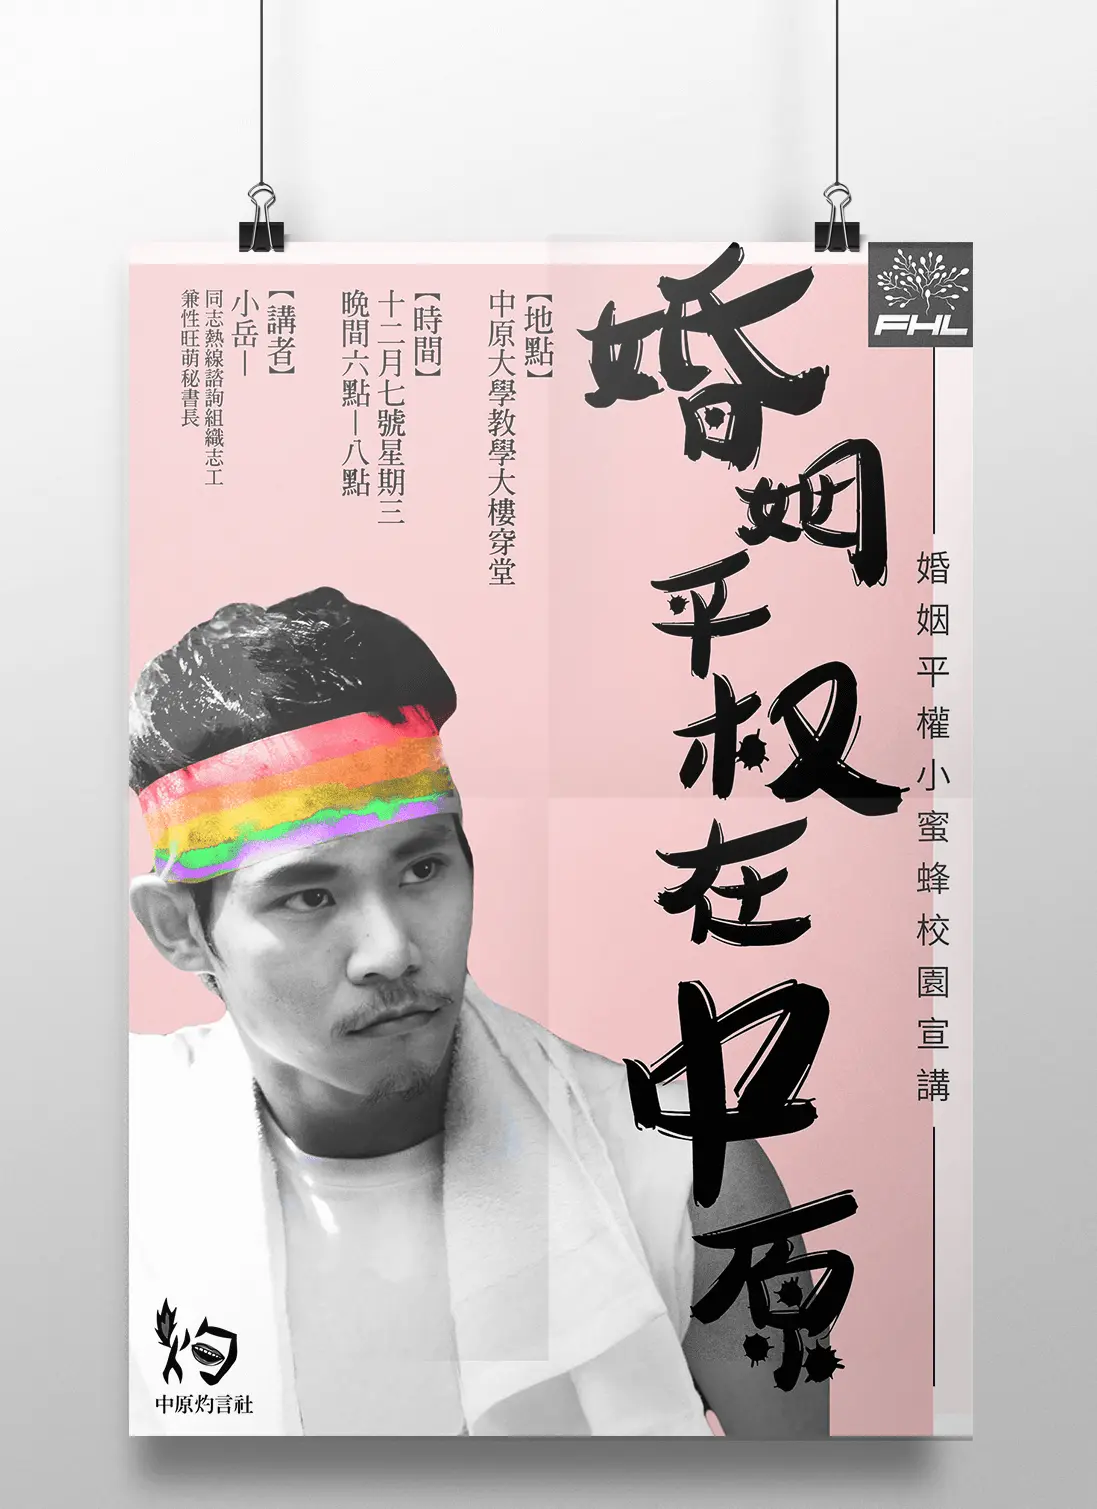 婚姻平权在中原
FHL
婚姻平權小蜜蜂校園宣講
【地點】
中原大學教學大樓穿堂
【時間】
十二月七號星期三
晚間六點－八點
【講者】
小岳－
同志熱線諮詢組織志工
兼性旺萌秘書長
灼
中原灼言社